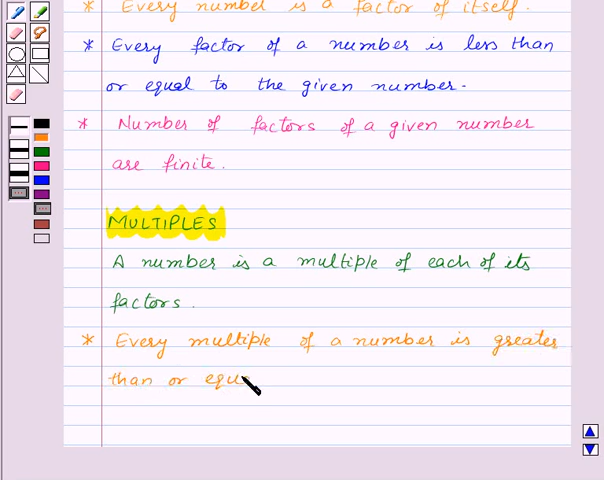 * Every number is a factor of itself.
* Every factor of a number is less than
or equal to the given number.
* Number of factors of a given number
are finite.
MULTIPLES
A number is a multiple of each of its
factors.
* Every multiple of a number is greater
than or equ